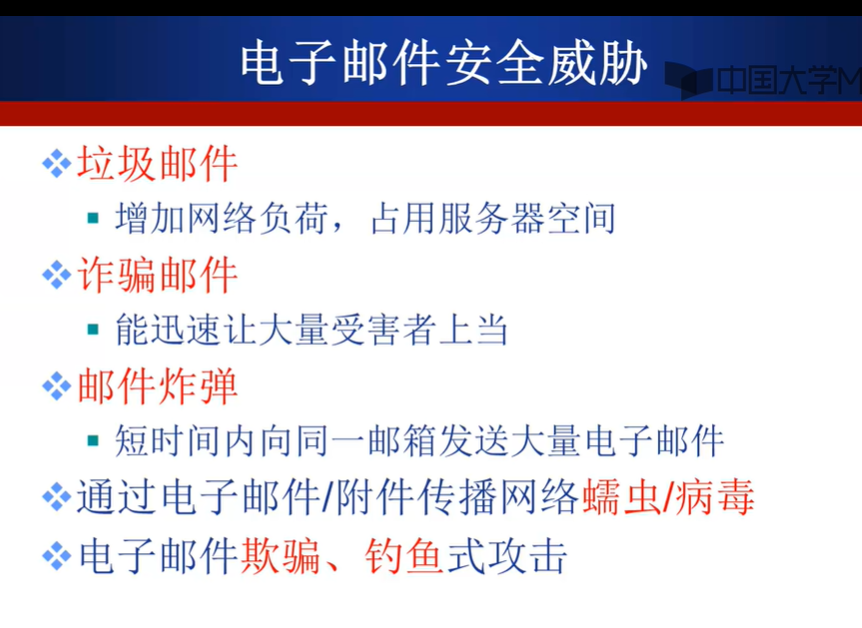 电子邮件安全威胁
中国大学M
垃圾邮件
增加网络负荷，占用服务器空间
诈骗邮件
能迅速让大量受害者上当
邮件炸弹
短时间内向同一邮箱发送大量电子邮件
通过电子邮件/附件传播网络蠕虫/病毒
电子邮件欺骗、钓鱼式攻击